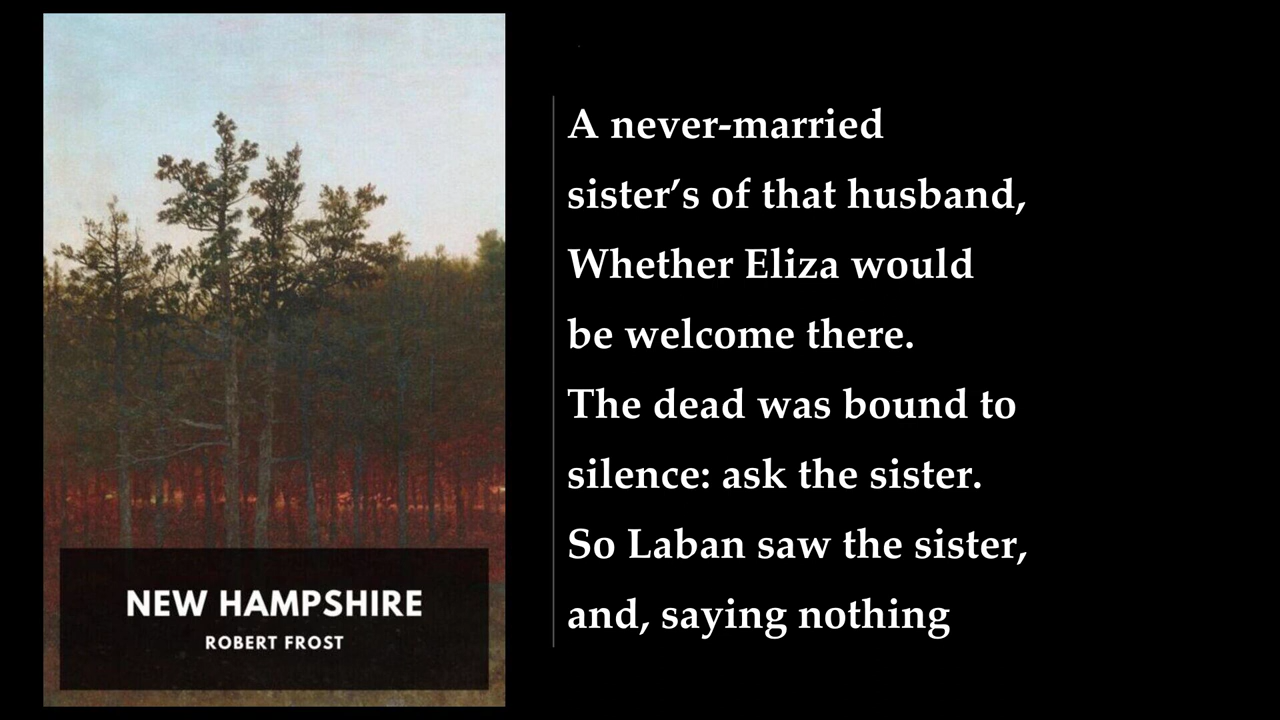 NEW HAMPSHIRE
ROBERT FROST
A never-married
sister’s of that husband,
Whether Eliza would
be welcome there.
The dead was bound to
silence: ask the sister.
So Laban saw the sister,
and, saying nothing